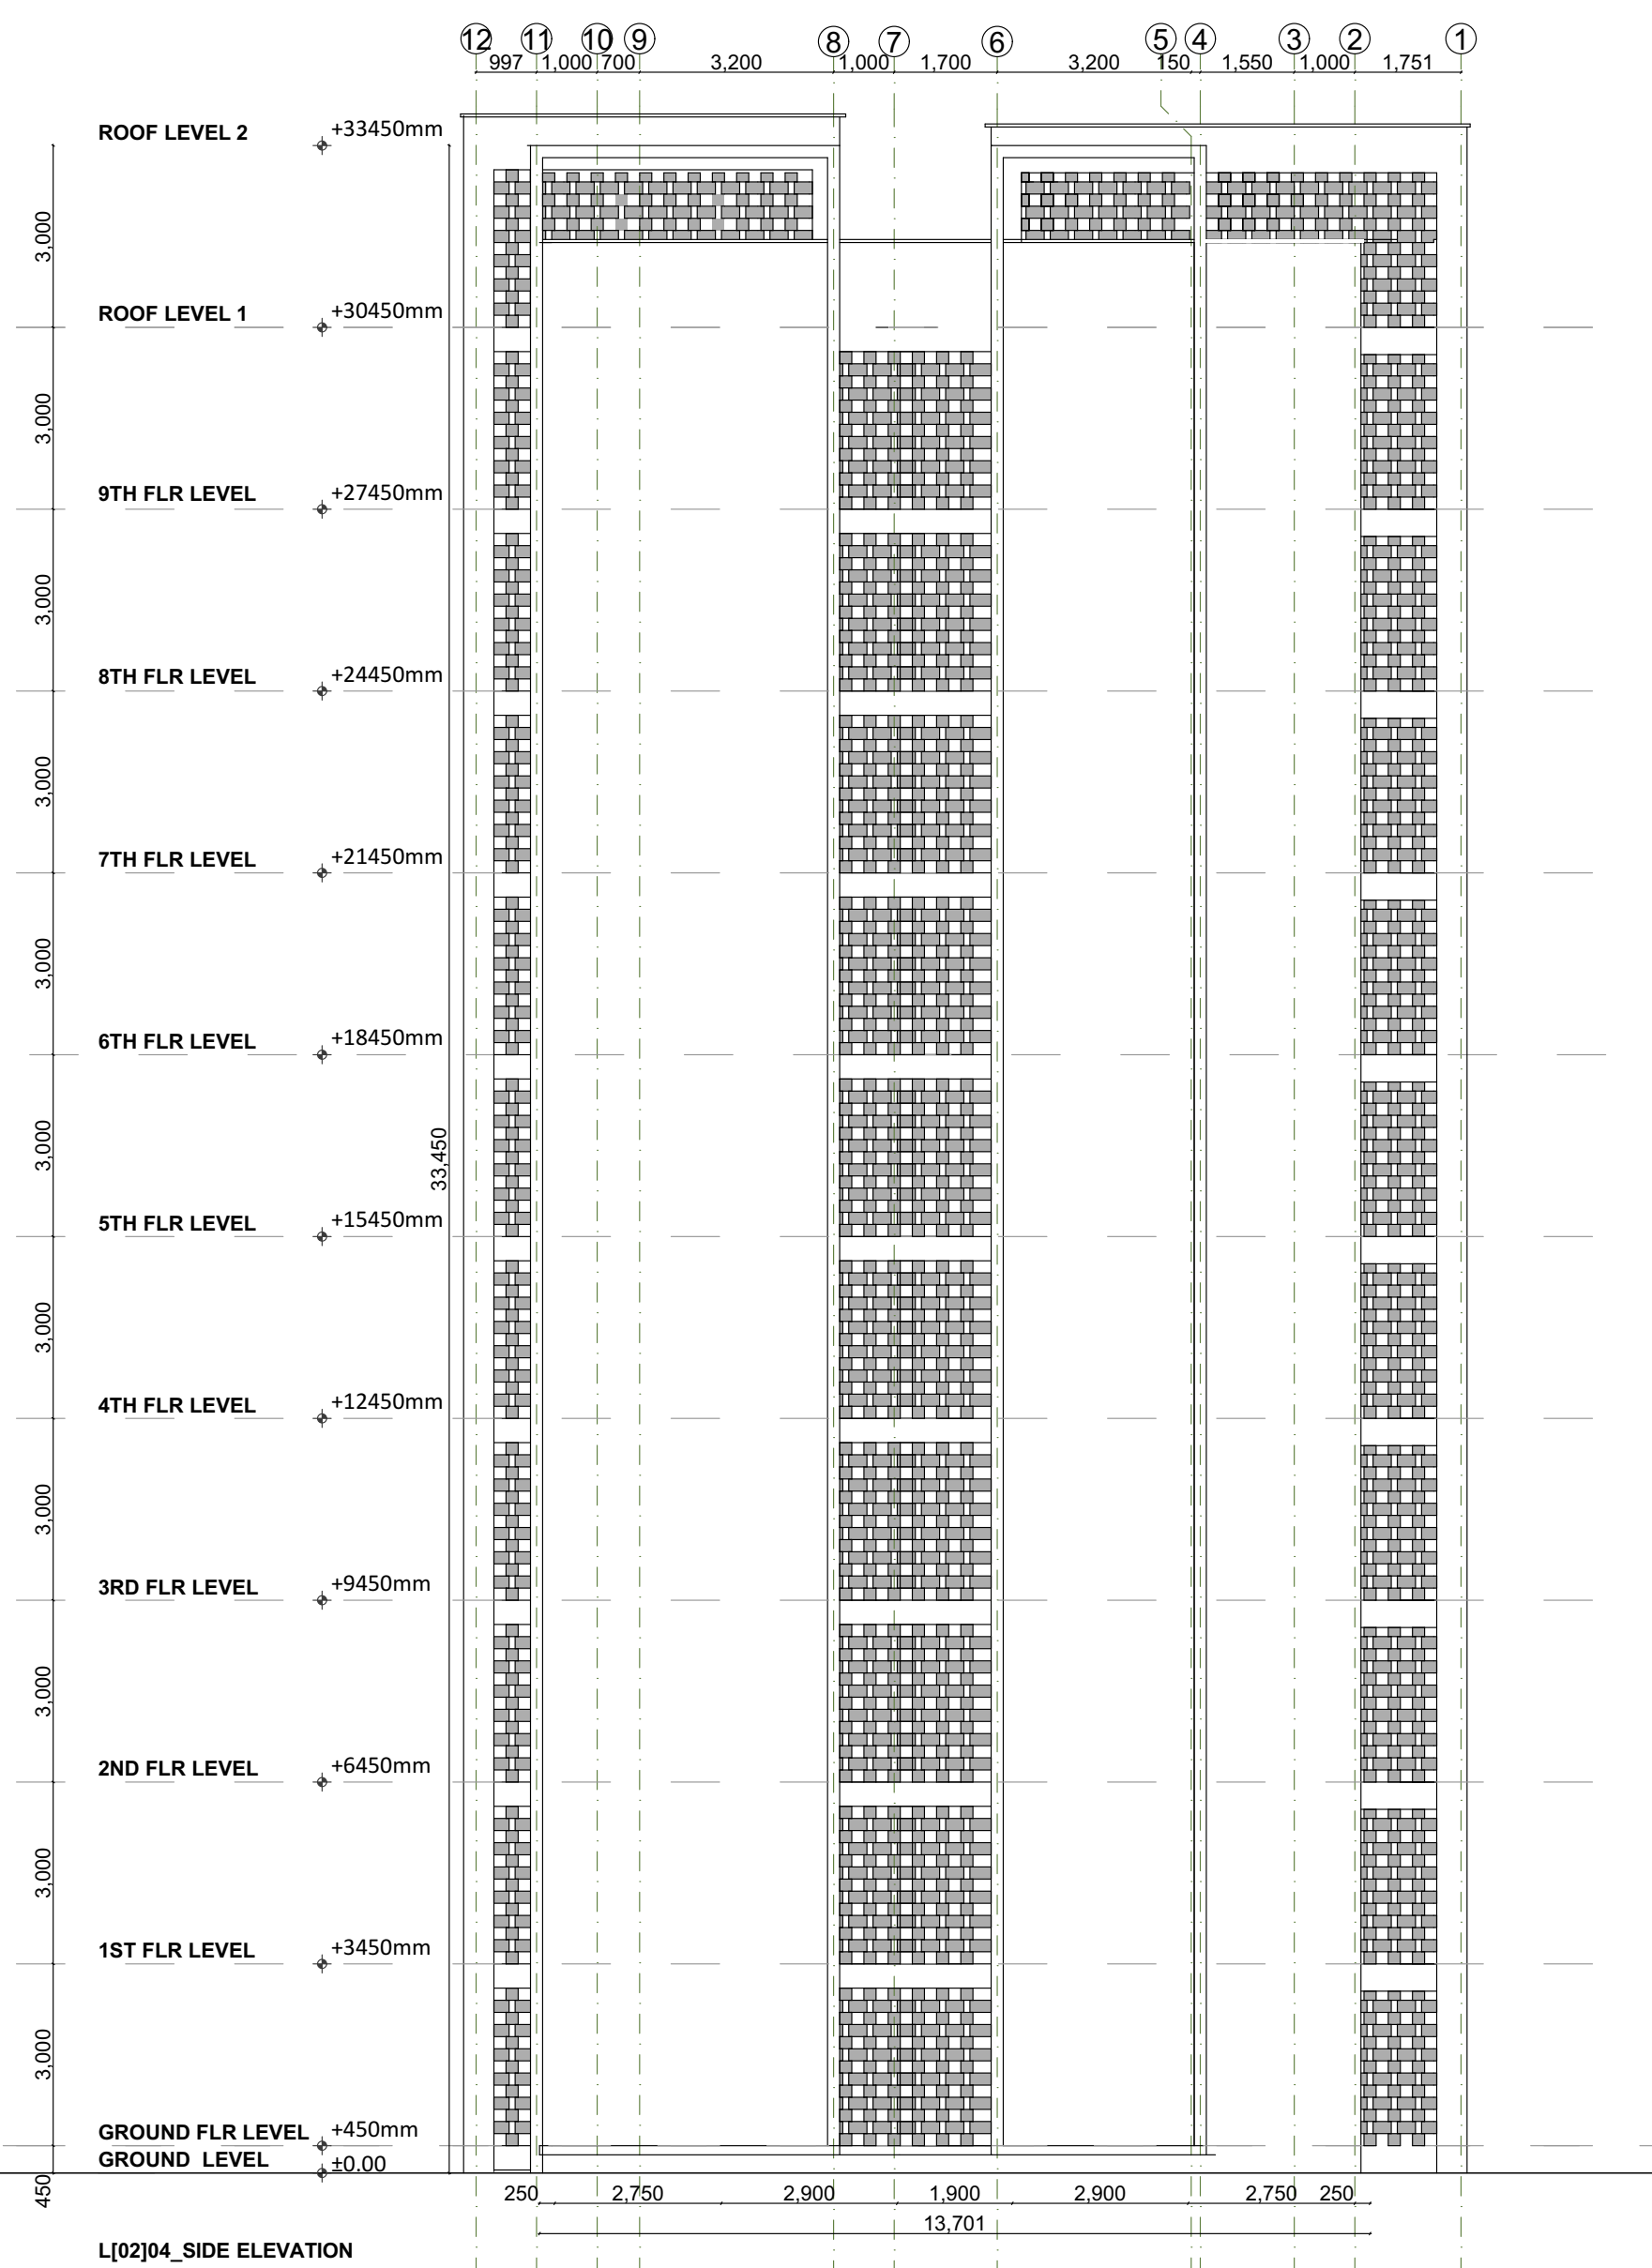 12 11 10 9 8 7 6 5 4 3 2 1
997 1,000 700 3,200 1,000 1,700 3,200 150 1,550 1,000 1,751
ROOF LEVEL 2 +33450mm
3,000
ROOF LEVEL 1 +30450mm
3,000
9TH FLR LEVEL +27450mm
3,000
8TH FLR LEVEL +24450mm
3,000
7TH FLR LEVEL +21450mm
3,000
6TH FLR LEVEL +18450mm
3,000
33,450
5TH FLR LEVEL +15450mm
3,000
4TH FLR LEVEL +12450mm
3,000
3RD FLR LEVEL +9450mm
3,000
2ND FLR LEVEL +6450mm
3,000
1ST FLR LEVEL +3450mm
3,000
GROUND FLR LEVEL +450mm
GROUND LEVEL ±0.00
450
250 2,750 2,900 1,900 2,900 2,750 250
13,701
L[02]04_SIDE ELEVATION